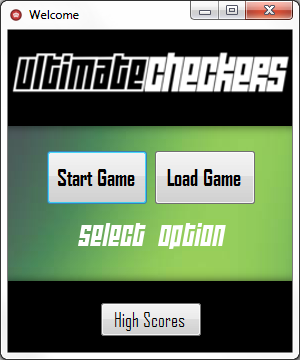 Welcome
ultimatecheckers
Start Game Load Game
select option
High Scores